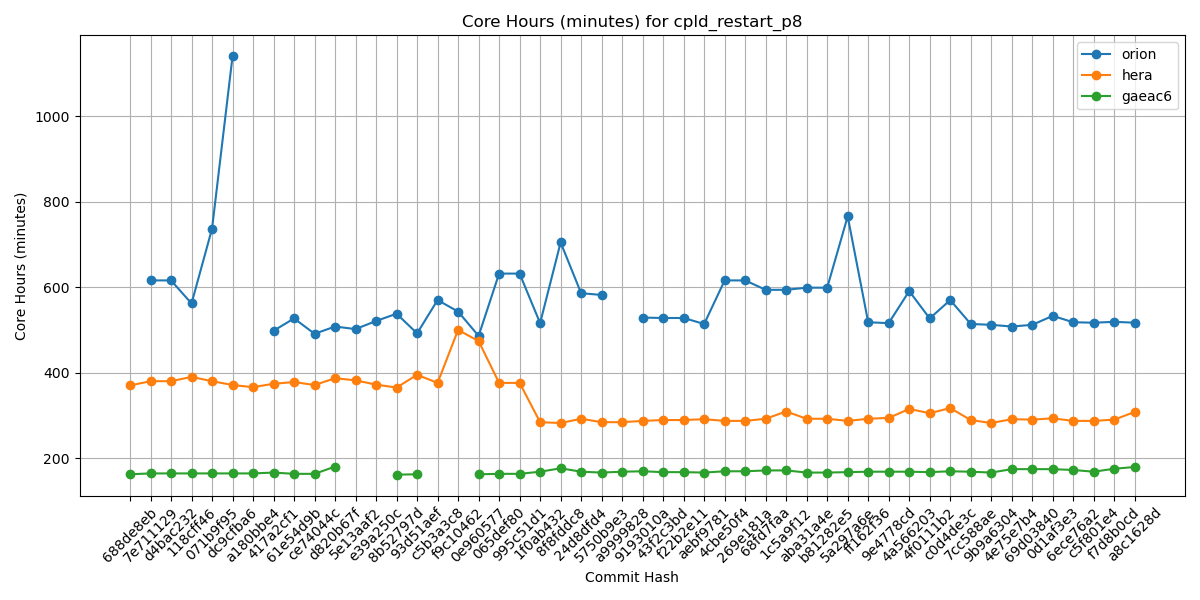 Core Hours (minutes) for cpld_restart_p8
orion
hera
gaeac6
Core Hours (minutes)
1000
800
600
400
200
688de8eb
7e711129
d4bac232
118cff46
071b9f95
dc9cfba6
a180bbe4
417a2cf1
61e54d9b
ce74044c
d820b67f
5e13aaf2
e39a250c
8b52797d
93d51aef
c5b3a3c8
f9c10462
0e960577
065def80
995c51d1
1f0ab432
8f8fddc8
24d8dfd4
5750b9e3
a9999828
9193010a
43f2c3bd
f22b2e11
aebf9781
4cbe50f4
269e181a
68fd7faa
1c5a9f12
aba31a4e
b81282e5
5a297a6e
ff162f36
9e4778cd
4a566203
4f0111b2
c0d4de3c
7cc588ae
9b9a6304
4e75e7b4
69d03840
0d1af3e3
6ece76a2
c5f801e4
f7d8b0cd
a8c1628d
Commit Hash